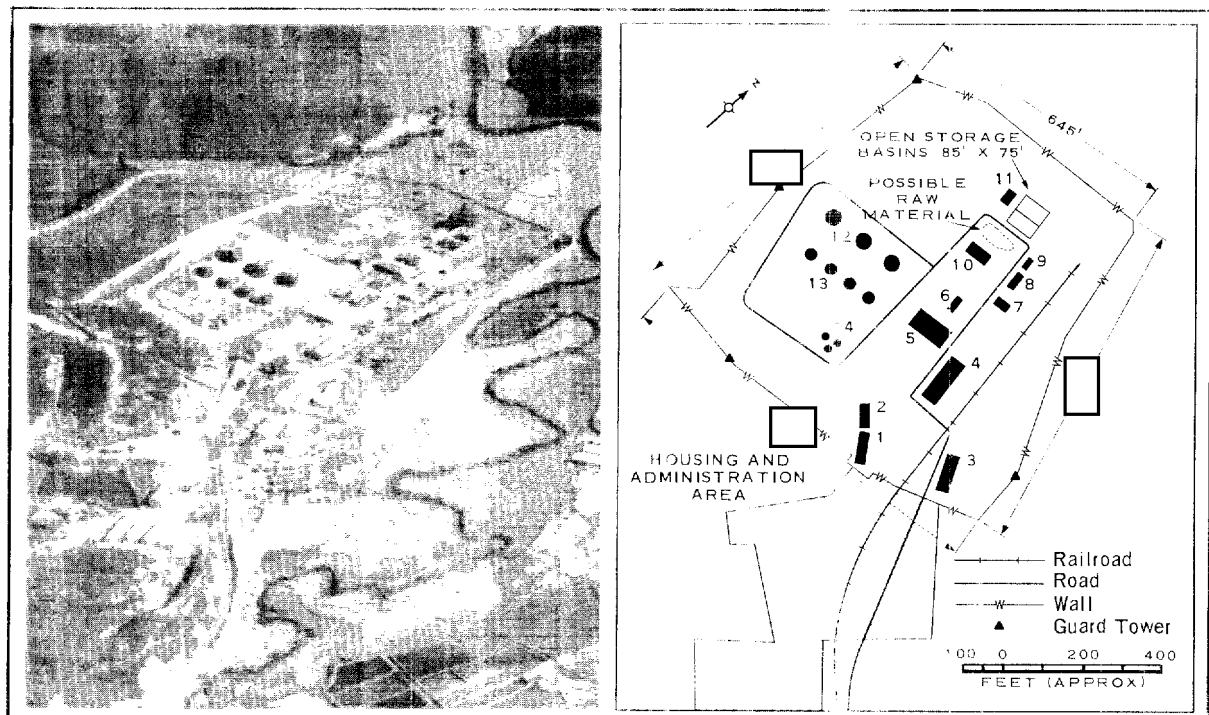 N
645'
OPEN STORAGE
BASINS 85' X 75'
11
POSSIBLE
RAW
MATERIAL
12
10
9
13
8
6
7
5
4
4
2
1
3
HOUSING AND
ADMINISTRATION
AREA
Railroad
Road
Wall
Guard Tower
100 0 200 400
FEET (APPROX)
W
W
W
W
W
W
W
W
W
W
W
W